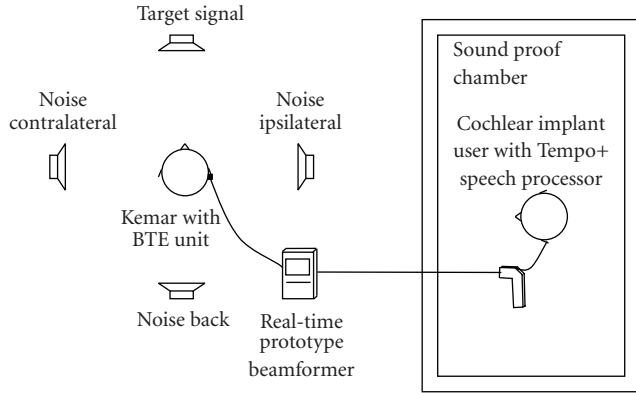 Target signal
Noise
contralateral
Noise
ipsilateral
Kemar with
BTE unit
Noise back
Real-time
prototype
beamformer
Sound proof
chamber
Cochlear implant
user with Tempo+
speech processor